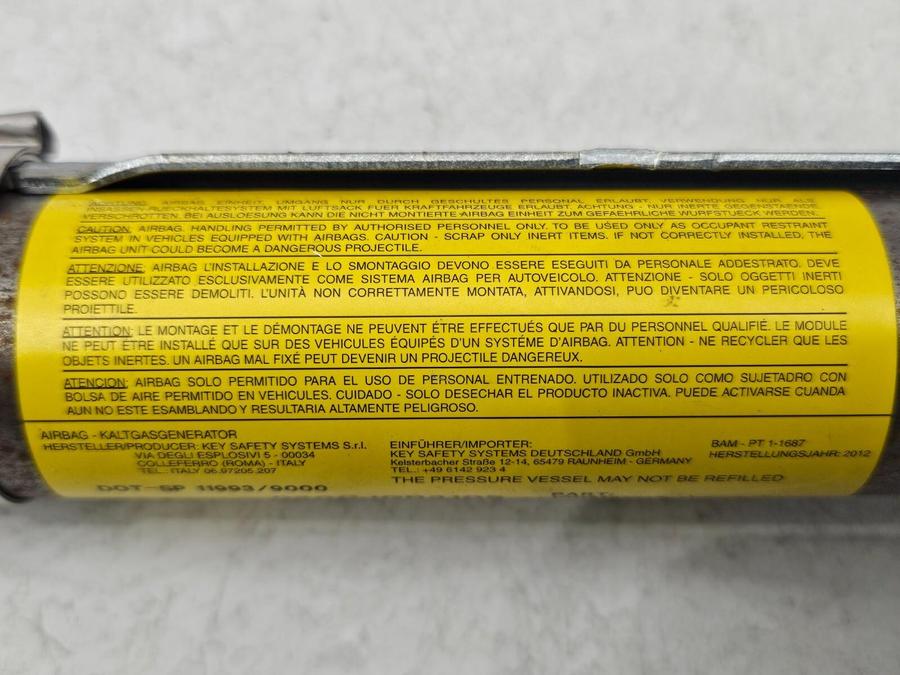 ACHTUNG: AIRBAG EINHEIT. UMGANG NUR DURCH GESCHULTES PERSONAL ERLAUBT. VERWENDUNG NUR ALS
INSASSEN-RUECKHALTESYSTEM MIT LUFTSACK FUER KRAFTFAHRZEUGE ERLAUBT. ACHTUNG - NUR INERTE GEGENSTAENDE
VERSCHROTTEN. BEI AUSLOESUNG KANN DIE NICHT MONTIERTE AIRBAG EINHEIT ZUM GEFAEHRLICHE WURFSTUECK WERDEN.
CAUTION: AIRBAG. HANDLING PERMITTED BY AUTHORISED PERSONNEL ONLY. TO BE USED ONLY AS OCCUPANT RESTRAINT
SYSTEM IN VEHICLES EQUIPPED WITH AIRBAGS. CAUTION - SCRAP ONLY INERT ITEMS. IF NOT CORRECTLY INSTALLED, THE
AIRBAG UNIT COULD BECOME A DANGEROUS PROJECTILE.
ATTENZIONE: AIRBAG L'INSTALLAZIONE E LO SMONTAGGIO DEVONO ESSERE ESEGUITI DA PERSONALE ADDESTRATO. DEVE
ESSERE UTILIZZATO ESCLUSIVAMENTE COME SISTEMA AIRBAG PER AUTOVEICOLO. ATTENZIONE - SOLO OGGETTI INERTI
POSSONO ESSERE DEMOLITI. L'UNITÀ NON CORRETTAMENTE MONTATA, ATTIVANDOSI, PUO DIVENTARE UN PERICOLOSO
PROIETTILE.
ATTENTION: LE MONTAGE ET LE DÉMONTAGE NE PEUVENT ÉTRE EFFECTUÉS QUE PAR DU PERSONNEL QUALIFIÉ. LE MODULE
NE PEUT ÉTRE INSTALLÉ QUE SUR DES VEHICULES ÉQUIPÉS D'UN SYSTÉME D'AIRBAG. ATTENTION - NE RECYCLER QUE LES
OBJETS INERTES. UN AIRBAG MAL FIXÉ PEUT DEVENIR UN PROJECTILE DANGEREUX.
ATENCION: AIRBAG SOLO PERMITIDO PARA EL USO DE PERSONAL ENTRENADO. UTILIZADO SOLO COMO SUJETADRO CON
BOLSA DE AIRE PERMITIDO EN VEHICULES. CUIDADO - SOLO DESECHAR EL PRODUCTO INACTIVA. PUEDE ACTIVARSE CUANDA
AUN NO ESTE ESAMBLANDO Y RESULTARIA ALTAMENTE PELIGROSO.
AIRBAG - KALTGASGENERATOR
HERSTELLER/PRODUCER: KEY SAFETY SYSTEMS S.r.l.
VIA DEGLI ESPLOSIVI 5 - 00034
COLLEFERRO (ROMA) - ITALY
TEL.: ITALY 06.97205.207
EINFÜHRER/IMPORTER:
KEY SAFETY SYSTEMS DEUTSCHLAND GmbH
Kelsterbacher Straße 12-14, 65479 RAUNHEIM - GERMANY
TEL.: +49 6142 923 4
BAM - PT 1-1687
HERSTELLUNGSJAHR: 2012
THE PRESSURE VESSEL MAY NOT BE REFILLED
DOT - SP 11993/9000